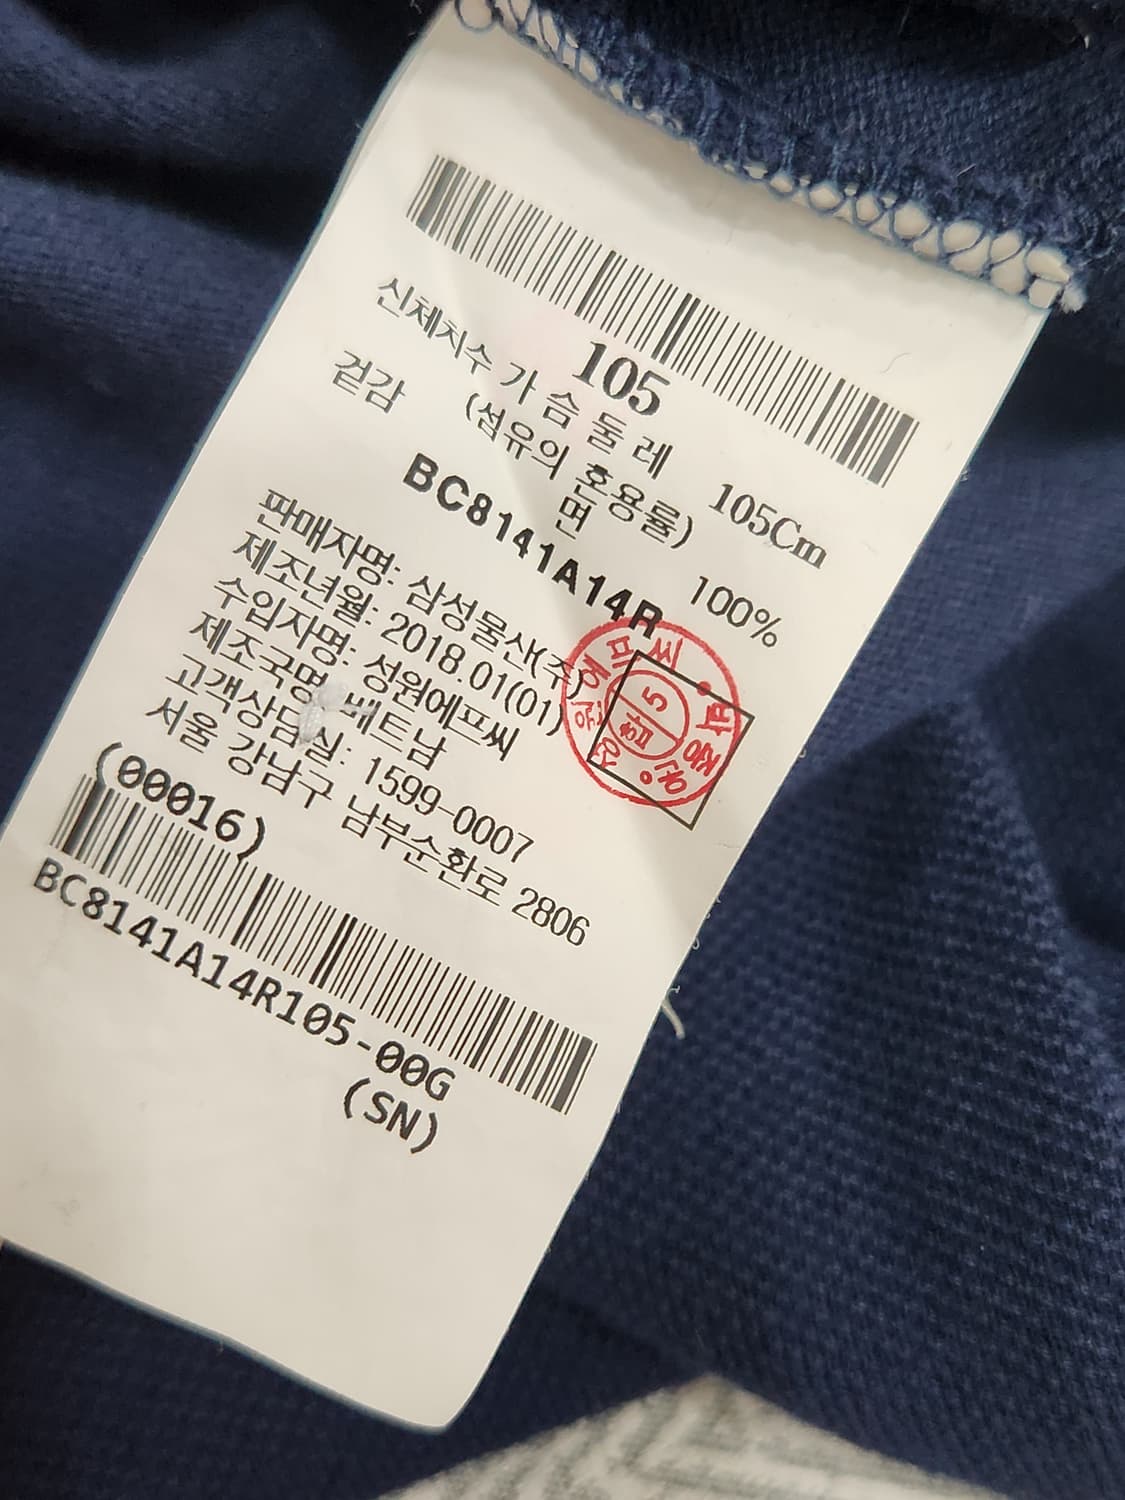 105
신체치수 가슴둘레 105Cm
(섬유의 혼용률)
겉감 면 100%
BC8141A14R
판매자명: 삼성물산(주)
제조년월: 2018.01(01)
수입자명: 성원에프씨
제조국명: 베트남
고객상담실: 1599-0007
서울 강남구 남부순환로 2806
(00016)
BC8141A14R105-00G
(SN)
5